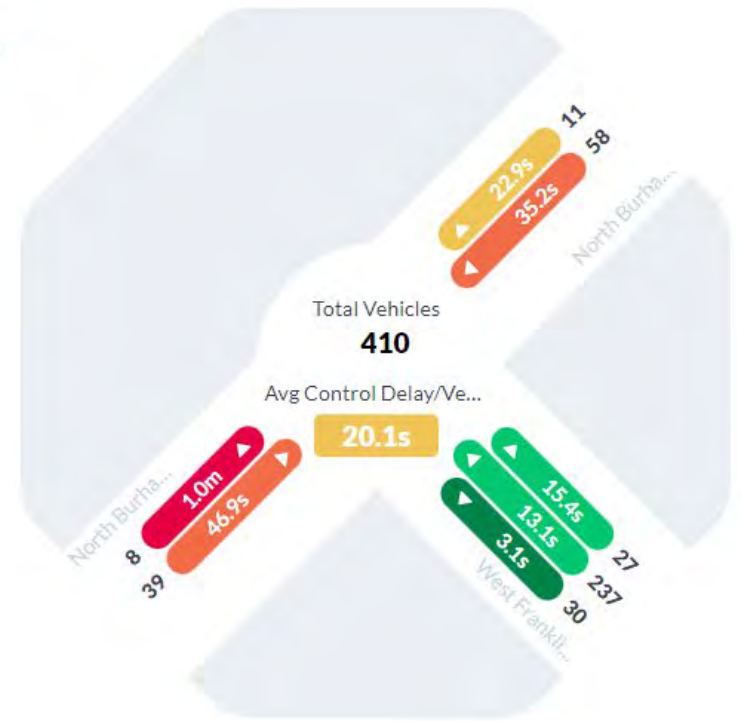 11
58
22.9s
35.2s
North Burha...
Total Vehicles
410
Avg Control Delay/Ve...
20.1s
North Burha...
1.0m
46.9s
8
39
15.4s
13.1s
3.1s
27
237
30
West Frankli...